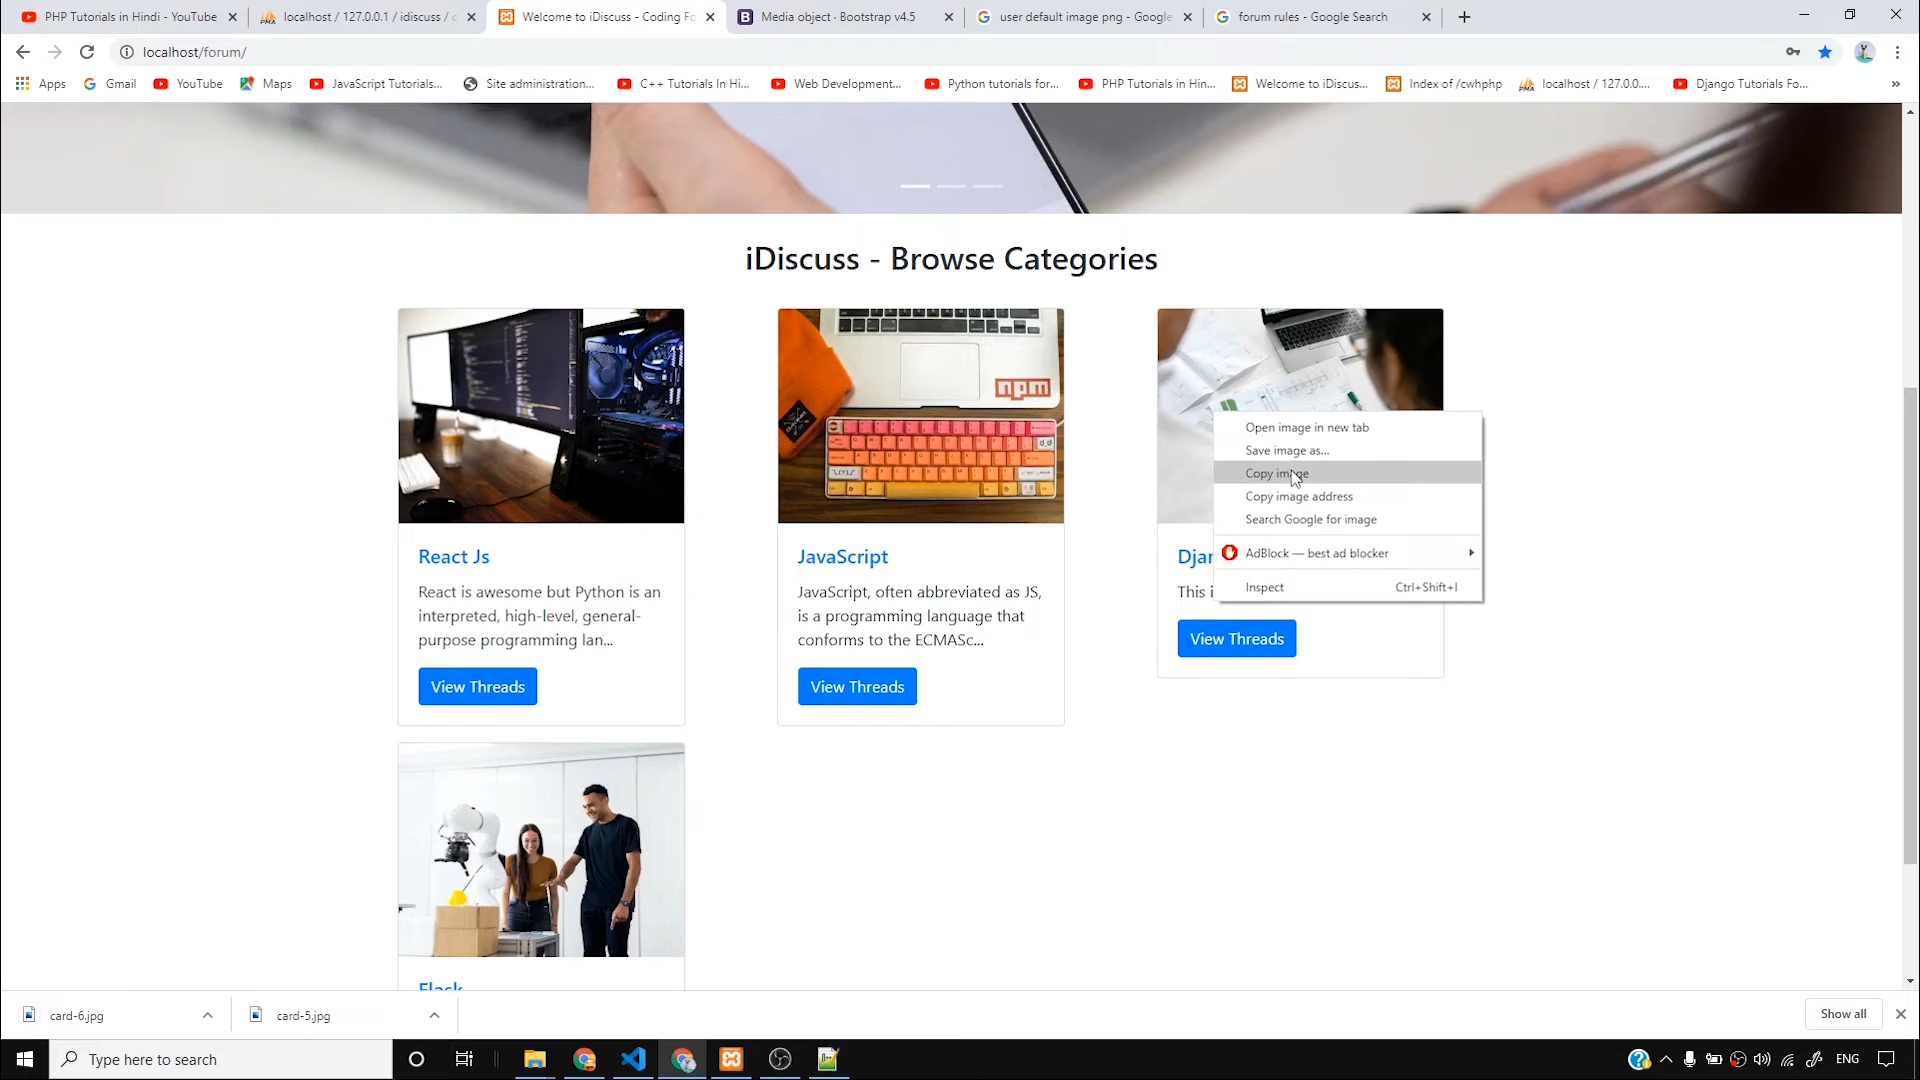 PHP Tutorials in Hindi - YouTube
localhost / 127.0.0.1 / idiscuss / c
Welcome to iDiscuss - Coding Fo
Media object · Bootstrap v4.5
user default image png - Google
forum rules - Google Search
localhost/forum/
Apps
Gmail
YouTube
Maps
JavaScript Tutorials...
Site administration...
C++ Tutorials In Hi...
Web Development...
Python tutorials for...
PHP Tutorials in Hin...
Welcome to iDiscus...
Index of /cwhphp
localhost / 127.0.0....
Django Tutorials Fo...
iDiscuss - Browse Categories
npm
Open image in new tab
Save image as...
Copy image
Copy image address
Search Google for image
AdBlock — best ad blocker
Inspect Ctrl+Shift+I
React Js
React is awesome but Python is an
interpreted, high-level, general-
purpose programming lan...
View Threads
JavaScript
JavaScript, often abbreviated as JS,
is a programming language that
conforms to the ECMASc...
View Threads
This i
View Threads
Flask
card-6.jpg
card-5.jpg
Show all
Type here to search
ENG